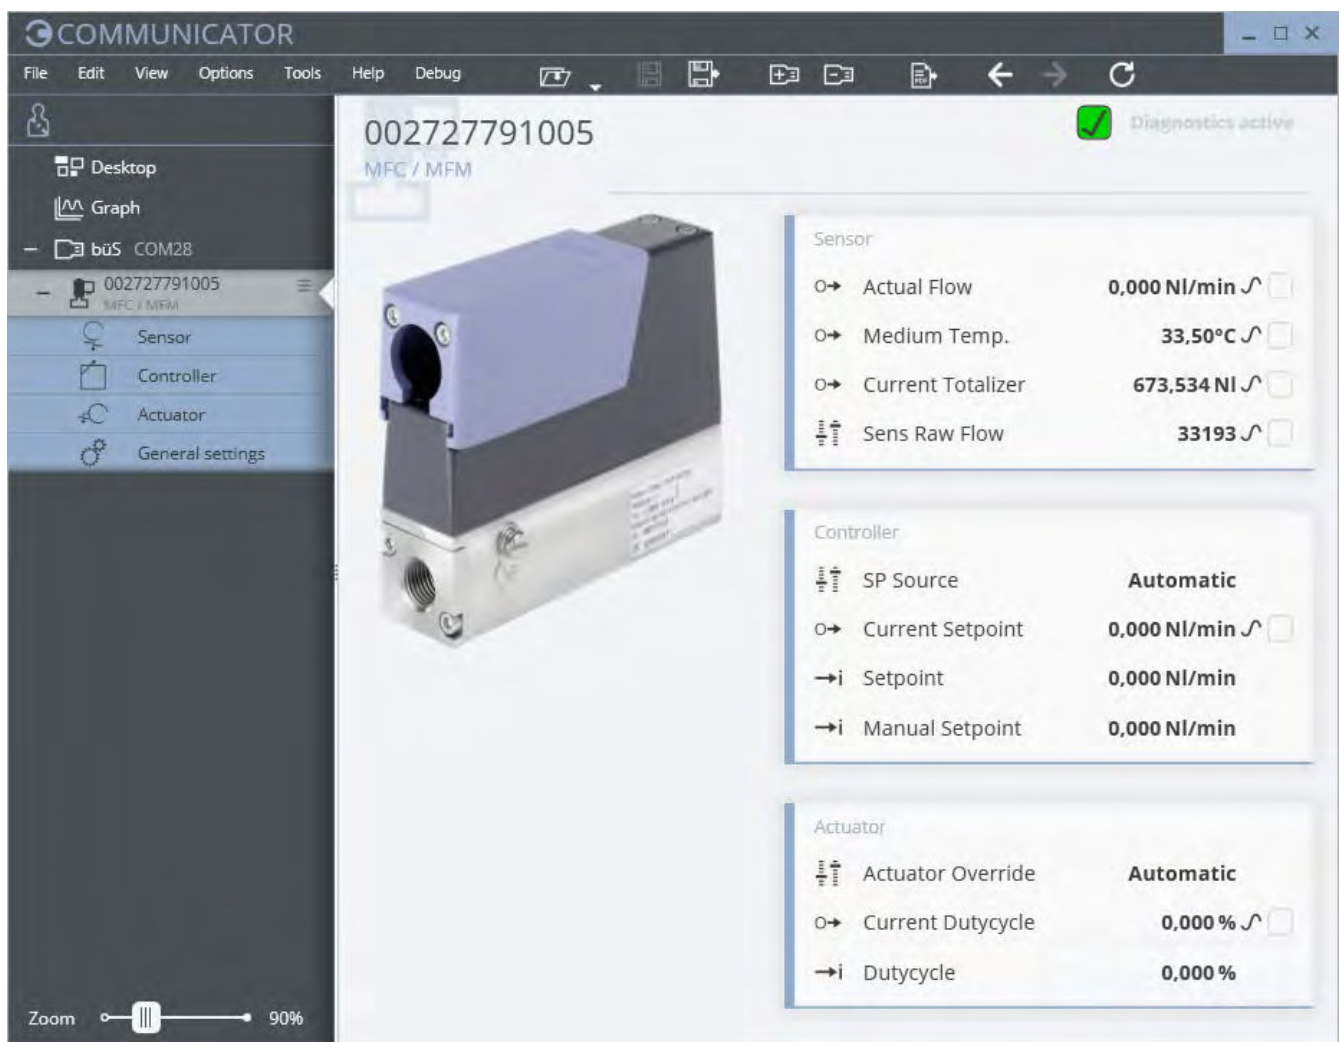 COMMUNICATOR
File Edit View Options Tools Help Debug
002727791005
MFC / MFM
Diagnostics active
Desktop
Graph
büS COM28
002727791005
MFC / MFM
Sensor
Controller
Actuator
General settings
Zoom 90%
Sensor
Actual Flow 0,000 Nl/min
Medium Temp. 33,50°C
Current Totalizer 673,534 Nl
Sens Raw Flow 33193
Controller
SP Source Automatic
Current Setpoint 0,000 Nl/min
Setpoint 0,000 Nl/min
Manual Setpoint 0,000 Nl/min
Actuator
Actuator Override Automatic
Current Dutycycle 0,000 %
Dutycycle 0,000 %